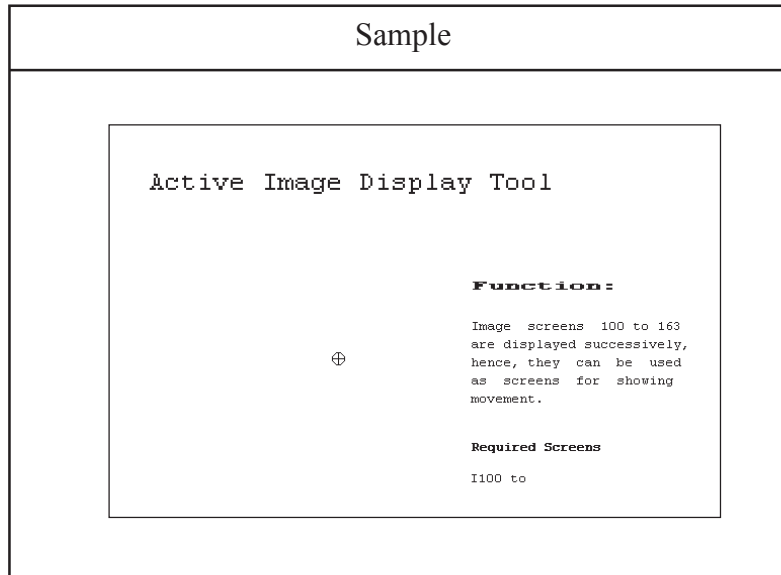 Sample
Active Image Display Tool
Function:
Image screens 100 to 163
are displayed successively,
hence, they can be used
as screens for showing
movement.
Required Screens
I100 to